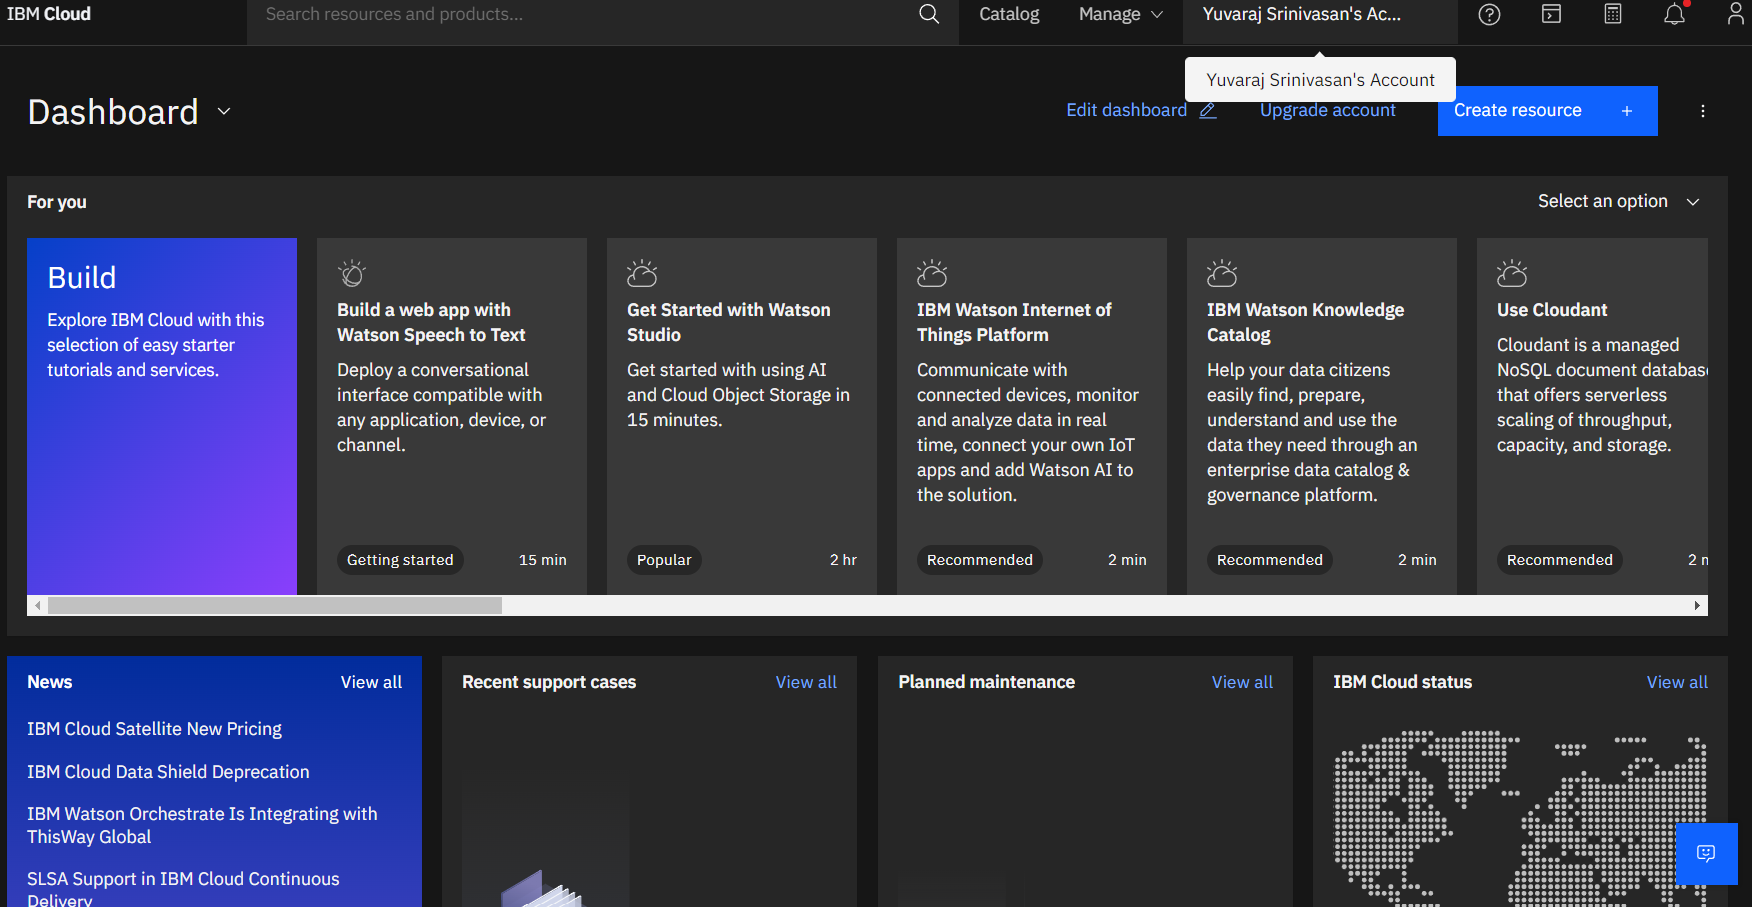 IBM Cloud
Search resources and products...
Catalog
Manage
Yuvaraj Srinivasan's Ac...
Yuvaraj Srinivasan's Account
Dashboard
Edit dashboard
Upgrade account
Create resource +
For you
Select an option
Build
Explore IBM Cloud with this
selection of easy starter
tutorials and services.
Build a web app with
Watson Speech to Text
Deploy a conversational
interface compatible with
any application, device, or
channel.
Getting started
15 min
Get Started with Watson
Studio
Get started with using AI
and Cloud Object Storage in
15 minutes.
Popular
2 hr
IBM Watson Internet of
Things Platform
Communicate with
connected devices, monitor
and analyze data in real
time, connect your own IoT
apps and add Watson AI to
the solution.
Recommended
2 min
IBM Watson Knowledge
Catalog
Help your data citizens
easily find, prepare,
understand and use the
data they need through an
enterprise data catalog &
governance platform.
Recommended
2 min
Use Cloudant
Cloudant is a managed
NoSQL document database
that offers serverless
scaling of throughput,
capacity, and storage.
Recommended
2 m
News
View all
IBM Cloud Satellite New Pricing
IBM Cloud Data Shield Deprecation
IBM Watson Orchestrate Is Integrating with
ThisWay Global
SLSA Support in IBM Cloud Continuous
Delivery
Recent support cases
View all
Planned maintenance
View all
IBM Cloud status
View all